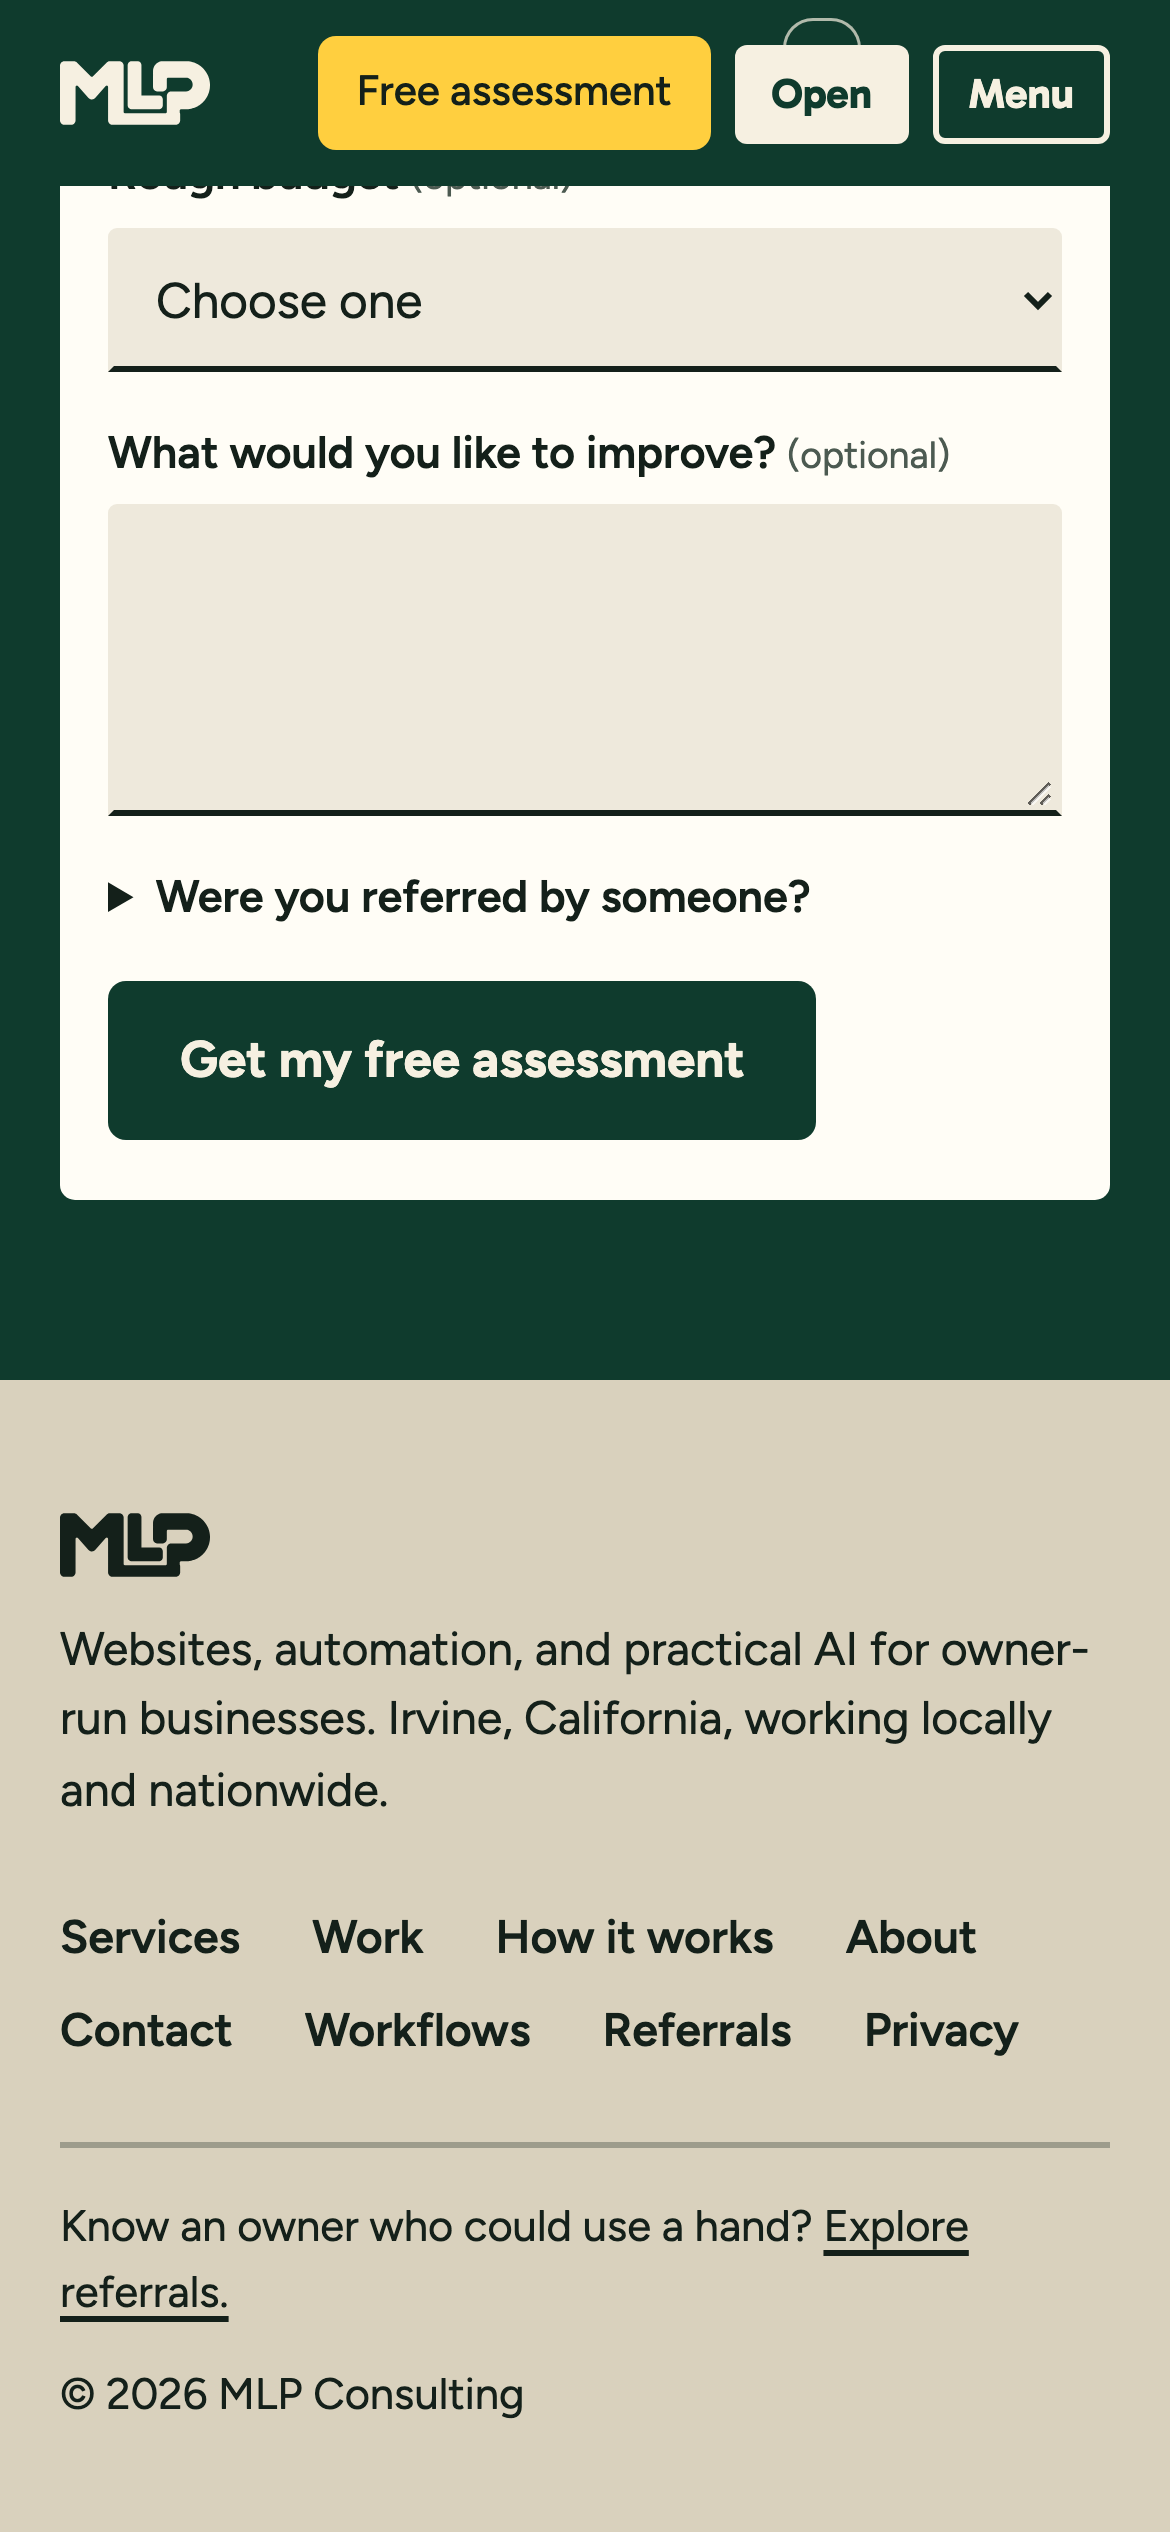 MLP
Free assessment
Open
Menu
Rough budget (optional)
Choose one
What would you like to improve? (optional)
Were you referred by someone?
Get my free assessment
MLP
Websites, automation, and practical AI for owner-
run businesses. Irvine, California, working locally
and nationwide.
Services Work How it works About
Contact Workflows Referrals Privacy
Know an owner who could use a hand? Explore
referrals.
© 2026 MLP Consulting